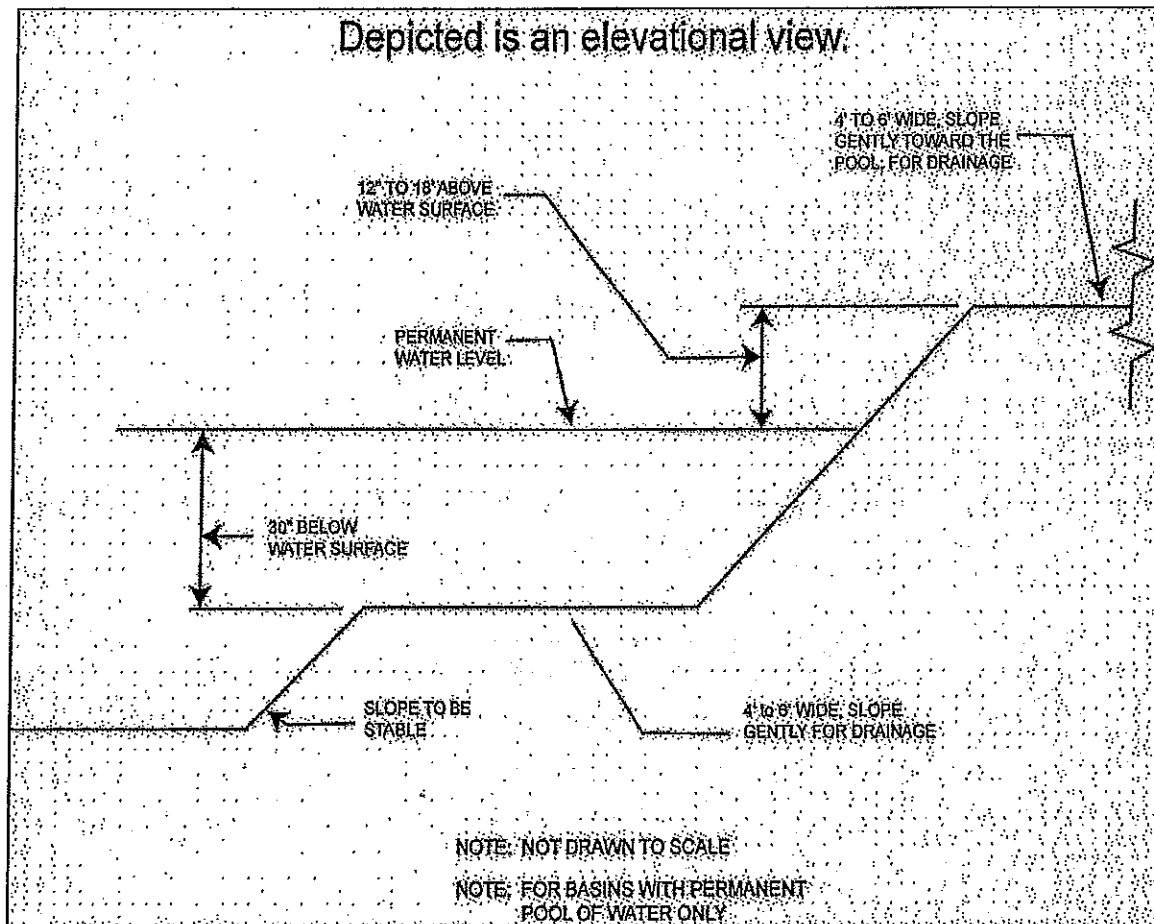 Depicted is an elevational view.
4' TO 6' WIDE, SLOPE
GENTLY TOWARD THE
POOL, FOR DRAINAGE
12" TO 18" ABOVE
WATER SURFACE
PERMANENT
WATER LEVEL
30" BELOW
WATER SURFACE
SLOPE TO BE
STABLE
4' to 6' WIDE, SLOPE
GENTLY FOR DRAINAGE
NOTE: NOT DRAWN TO SCALE
NOTE: FOR BASINS WITH PERMANENT
POOL OF WATER ONLY